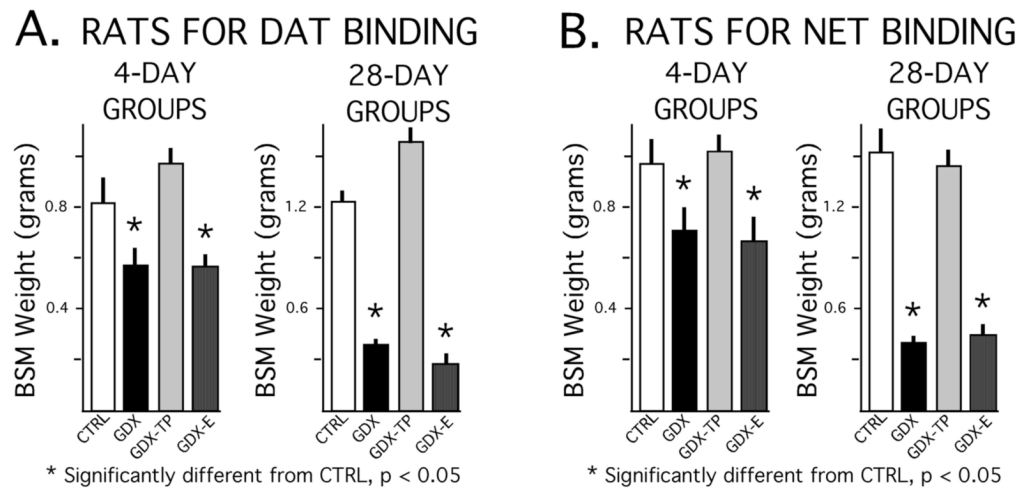 A. RATS FOR DAT BINDING
4-DAY
GROUPS
BSM Weight (grams)
0.8
0.4
*
*
CTRL
GDX
GDX-TP
GDX-E
28-DAY
GROUPS
BSM Weight (grams)
1.2
0.6
*
*
CTRL
GDX
GDX-TP
GDX-E
* Significantly different from CTRL, p < 0.05
B. RATS FOR NET BINDING
4-DAY
GROUPS
BSM Weight (grams)
0.8
0.4
*
*
CTRL
GDX
GDX-TP
GDX-E
28-DAY
GROUPS
BSM Weight (grams)
1.2
0.6
*
*
CTRL
GDX
GDX-TP
GDX-E
* Significantly different from CTRL, p < 0.05